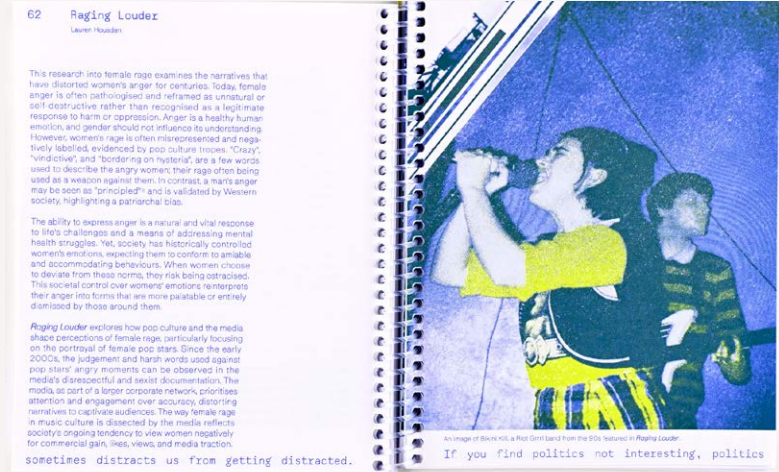 62
Raging Louder
Lauren Housden
This research into female rage examines the narratives that
have distorted women's anger for centuries. Today, female
anger is often pathologised and reframed as unnatural or
self-destructive rather than recognised as a legitimate
response to harm or oppression. Anger is a healthy human
emotion, and gender should not influence its understanding.
However, women's rage is often misrepresented and nega-
tively labelled, evidenced by pop culture tropes. "Crazy",
"vindictive", and "bordering on hysteria", are a few words
used to describe the angry women; their rage often being
used as a weapon against them. In contrast, a man's anger
may be seen as "principled" and is validated by Western
society, highlighting a patriarchal bias.
The ability to express anger is a natural and vital response
to life's challenges and a means of addressing mental
health struggles. Yet, society has historically controlled
women's emotions, expecting them to conform to amiable
and accommodating behaviours. When women choose
to deviate from these norms, they risk being ostracised.
This societal control over womens' emotions reinterprets
their anger into forms that are more palatable or entirely
dismissed by those around them.
Raging Louder explores how pop culture and the media
shape perceptions of female rage, particularly focusing
on the portrayal of female pop stars. Since the early
2000s, the judgement and harsh words used against
pop stars' angry moments can be observed in the
media's disrespectful and sexist documentation. The
media, as part of a larger corporate network, prioritises
attention and engagement over accuracy, distorting
narratives to captivate audiences. The way female rage
in music culture is dissected by the media reflects
society's ongoing tendency to view women negatively
for commercial gain, likes, views, and media traction.
sometimes distracts us from getting distracted.
An image of Bikini Kill, a Riot Grrrl band from the 90s featured in Raging Louder.
If you find politics not interesting, politics